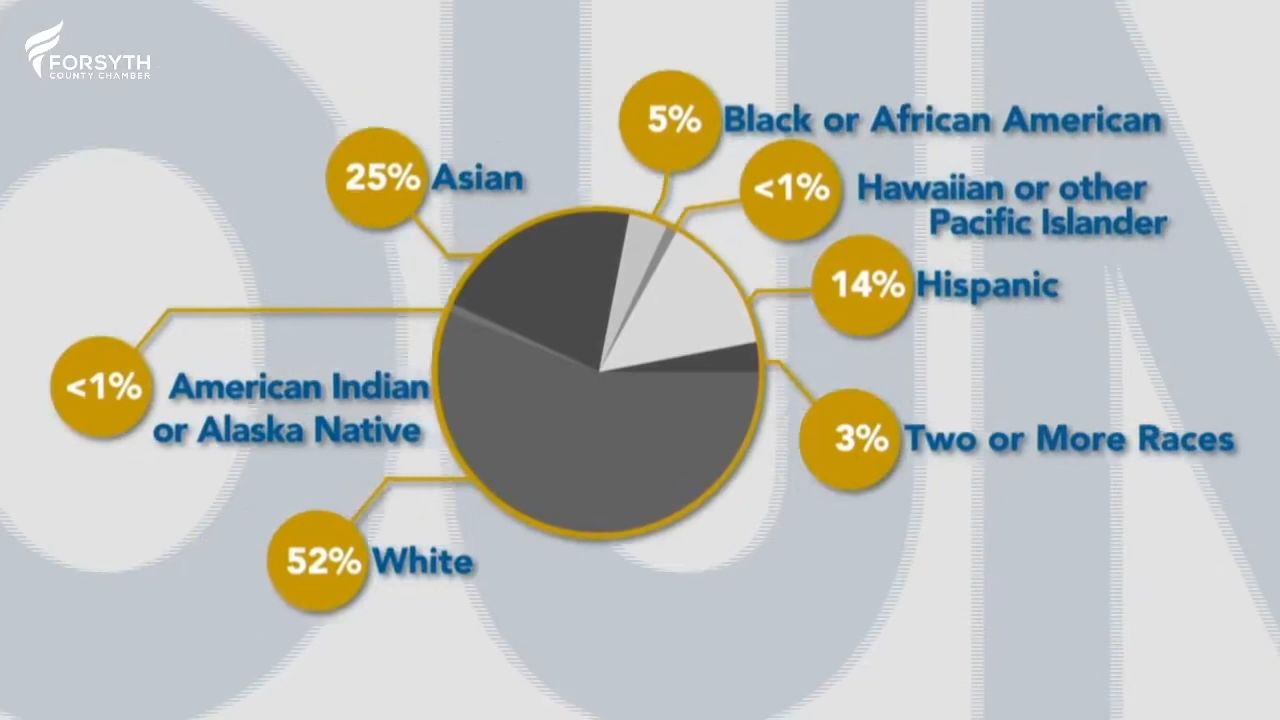 FORSYTH
COUNTY CHAMBER
5% Black or African American
25% Asian
<1% Hawaiian or other
Pacific Islander
14% Hispanic
<1% American Indian
or Alaska Native
3% Two or More Races
52% White